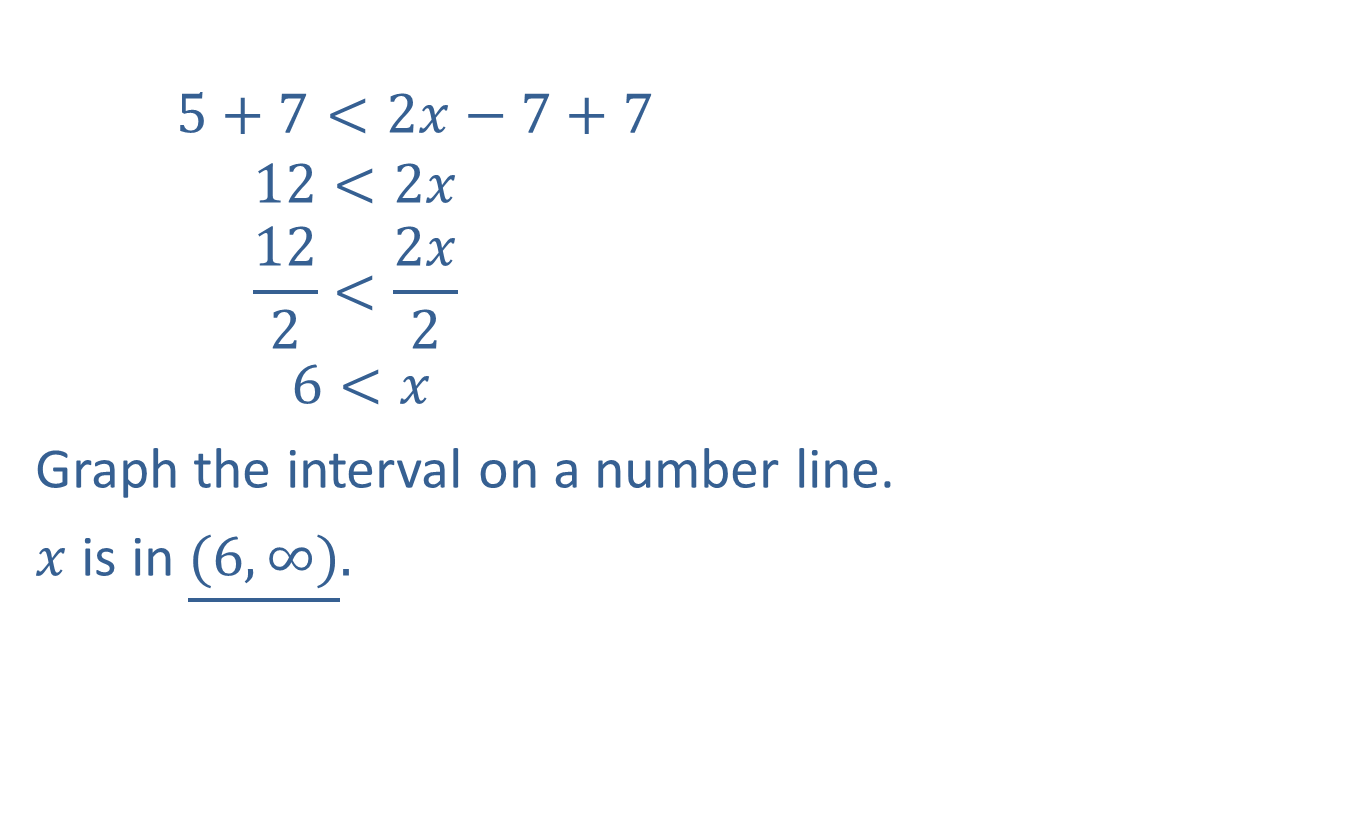 5 + 7 < 2x − 7 + 7
12 < 2x
12/2 < 2x/2
6 < x
Graph the interval on a number line.
x is in (6, ∞).